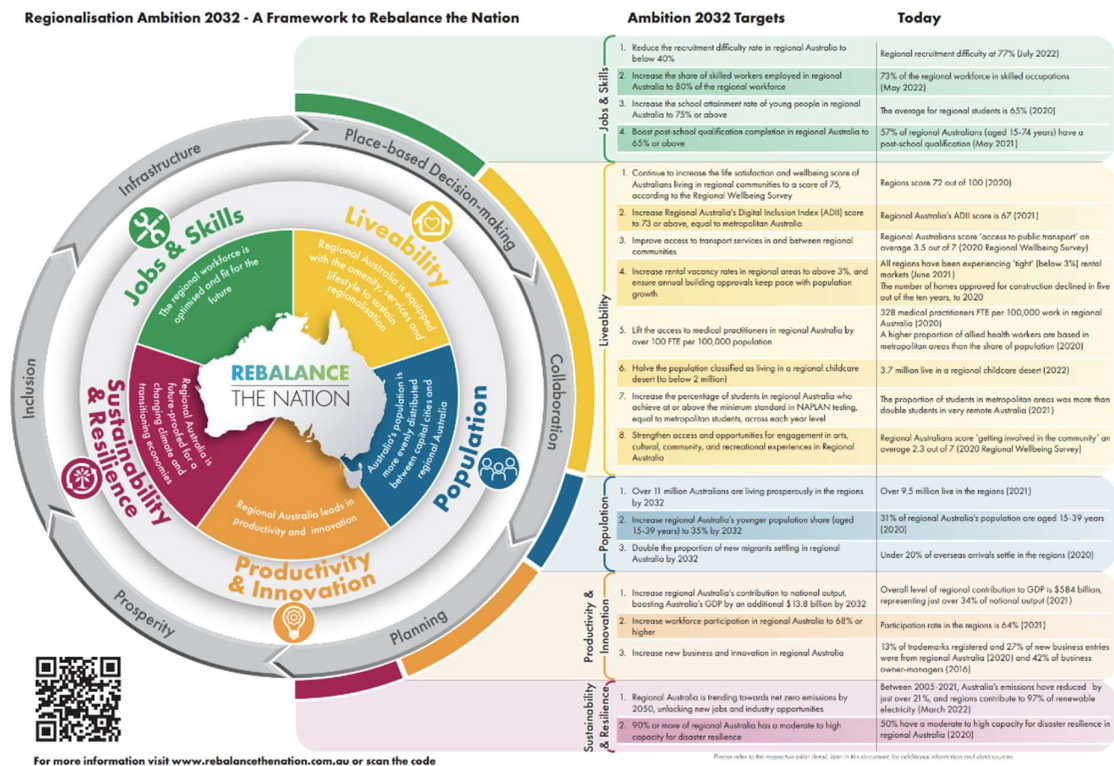 Regionalisation Ambition 2032 - A Framework to Rebalance the Nation
Infrastructure
Place-based Decision-making
Collaboration
Planning
Prosperity
Inclusion
Jobs & Skills
The regional workforce is
optimised and fit for the
future
Liveability
Regional Australia is equipped
with the amenity, services and
lifestyle to sustain
regionalisation
Population
Australia's population is
more evenly distributed
between capital cities and
regional Australia
Productivity
& Innovation
Regional Australia leads in
productivity and innovation
Sustainability
& Resilience
Regional Australia is
future-proofed for a
changing climate and
transitioning economies
REBALANCE
THE NATION
For more information visit www.rebalancethenation.com.au or scan the code
Ambition 2032 Targets
Today
Jobs & Skills
1. Reduce the recruitment difficulty rate in regional Australia to
below 40%
Regional recruitment difficulty at 77% (July 2022)
2. Increase the share of skilled workers employed in regional
Australia to 80% of the regional workforce
73% of the regional workforce in skilled occupations
(May 2022)
3. Increase the school attainment rate of young people in regional
Australia to 75% or above
The average for regional students is 65% (2020)
4. Boost post-school qualification completion in regional Australia to
65% or above
57% of regional Australians (aged 15-74 years) have a
post-school qualification (May 2021)
Liveability
1. Continue to increase the life satisfaction and wellbeing score of
Australians living in regional communities to a score of 75,
according to the Regional Wellbeing Survey
Regions score 72 out of 100 (2020)
2. Increase Regional Australia's Digital Inclusion Index (ADII) score
to 73 or above, equal to metropolitan Australia
Regional Australia's ADII score is 67 (2021)
3. Improve access to transport services in and between regional
communities
Regional Australians score 'access to public transport' on
average 3.5 out of 7 (2020 Regional Wellbeing Survey)
4. Increase rental vacancy rates in regional areas to above 3%, and
ensure annual building approvals keep pace with population
growth
All regions have been experiencing 'tight' (below 3%) rental
markets (June 2021)
The number of homes approved for construction declined in five
out of the ten years, to 2020
5. Lift the access to medical practitioners in regional Australia by
over 100 FTE per 100,000 population
328 medical practitioners FTE per 100,000 work in regional
Australia (2020)
A higher proportion of allied health workers are based in
metropolitan areas than the share of population (2020)
6. Halve the population classified as living in a regional childcare
desert (to below 2 million)
3.7 million live in a regional childcare desert (2022)
7. Increase the percentage of students in regional Australia who
achieve at or above the minimum standard in NAPLAN testing,
equal to metropolitan students, across each year level
The proportion of students in metropolitan areas was more than
double students in very remote Australia (2021)
8. Strengthen access and opportunities for engagement in arts,
cultural, community, and recreational experiences in Regional
Australia
Regional Australians score 'getting involved in the community' an
average 2.3 out of 7 (2020 Regional Wellbeing Survey)
Population
1. Over 11 million Australians are living prosperously in the regions
by 2032
Over 9.5 million live in the regions (2021)
2. Increase regional Australia's younger population share (aged
15-39 years) to 35% by 2032
31% of regional Australia's population are aged 15-39 years
(2020)
3. Double the proportion of new migrants settling in regional
Australia by 2032
Under 20% of overseas arrivals settle in the regions (2020)
Productivity &
Innovation
1. Increase regional Australia's contribution to national output,
boosting Australia's GDP by an additional $13.8 billion by 2032
Overall level of regional contribution to GDP is $584 billion,
representing just over 34% of national output (2021)
2. Increase workforce participation in regional Australia to 68% or
higher
Participation rate in the regions is 64% (2021)
3. Increase new business and innovation in regional Australia
13% of trademarks registered and 27% of new business entries
were from regional Australia (2020) and 42% of business
owner-managers (2016)
Sustainability
& Resilience
1. Regional Australia is trending towards net zero emissions by
2050, unlocking new jobs and industry opportunities
Between 2005-2021, Australia's emissions have reduced by
just over 21%, and regions contribute to 97% of renewable
electricity (March 2022)
2. 90% or more of regional Australia has a moderate to high
capacity for disaster resilience
50% have a moderate to high capacity for disaster resilience in
regional Australia (2020)
Please refer to the respective pillar detail, later in this document, for additional information and data sources